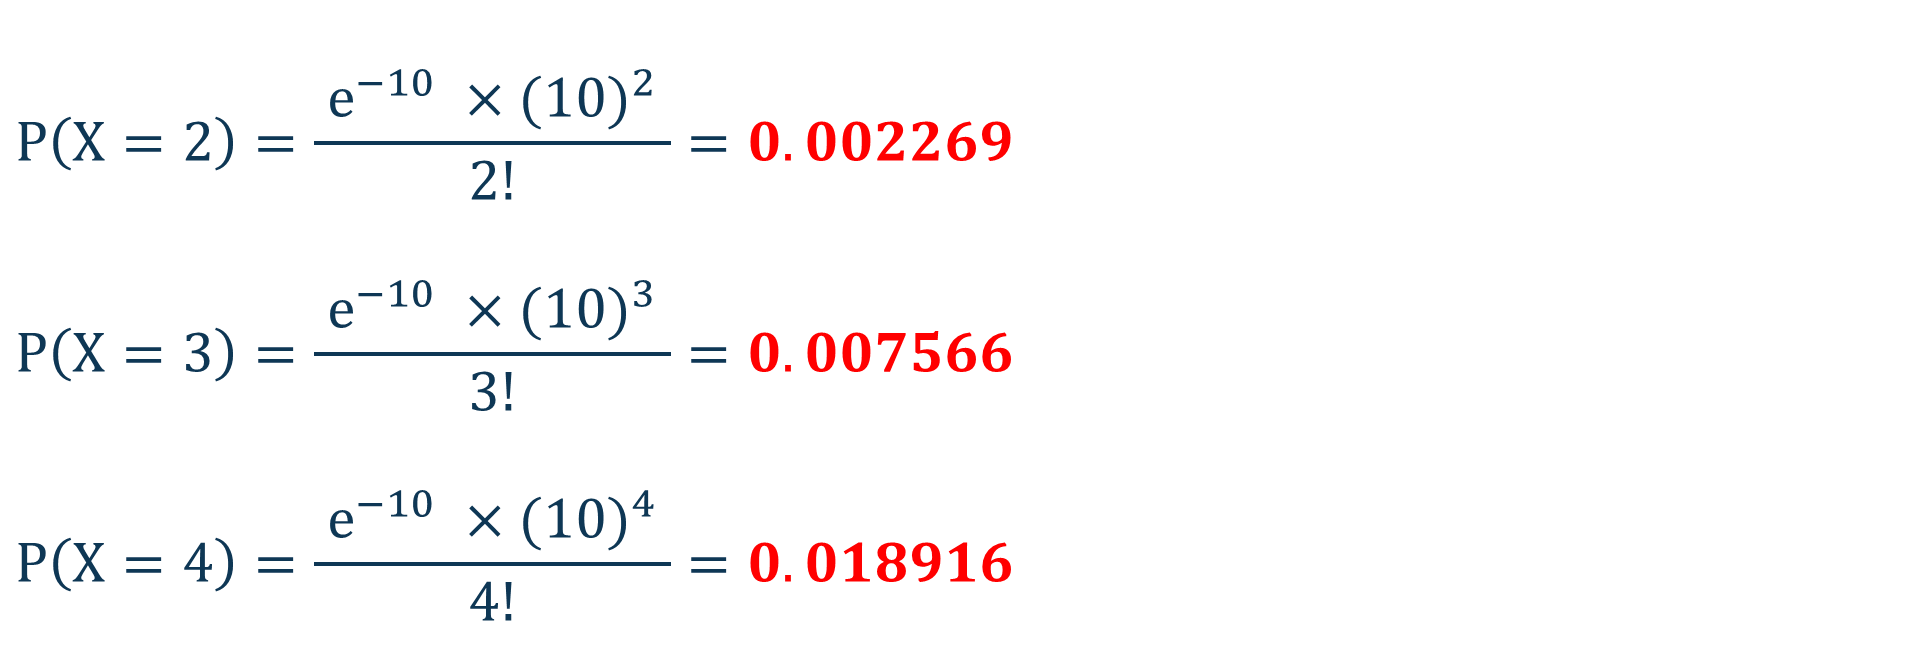 P(X = 2) = e⁻¹⁰ × (10)² / 2! = 0.002269
P(X = 3) = e⁻¹⁰ × (10)³ / 3! = 0.007566
P(X = 4) = e⁻¹⁰ × (10)⁴ / 4! = 0.018916